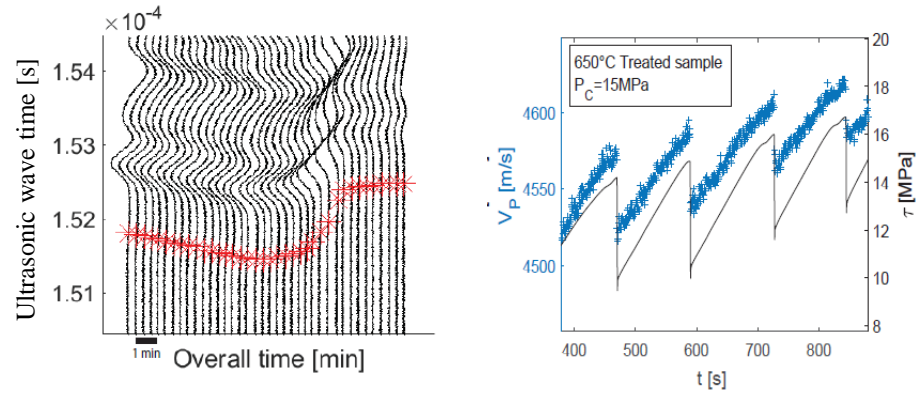 × 10⁻⁴
Ultrasonic wave time [s]
1.54
1.53
1.52
1.51
1 min
Overall time [min]
650°C Treated sample
P_C=15MPa
V_P [m/s]
4600
4550
4500
400 500 600 700 800
t [s]
20
18
16
14
12
10
8
τ [MPa]